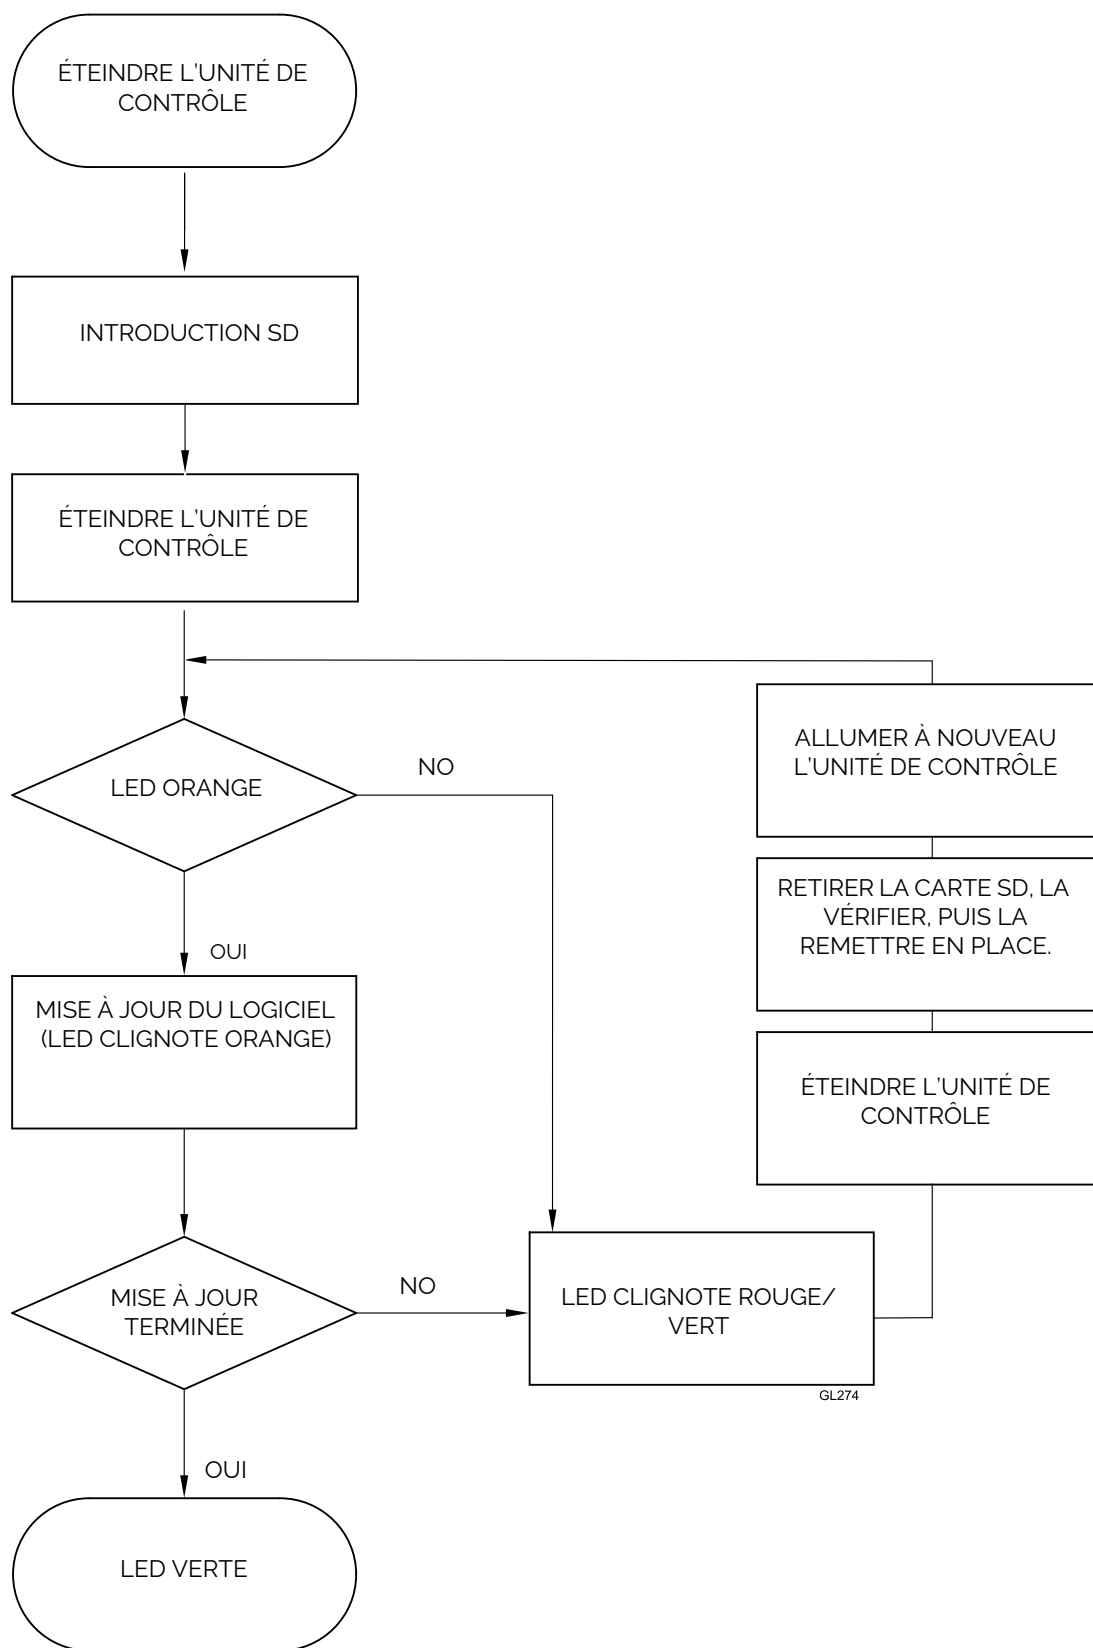 ÉTEINDRE L'UNITÉ DE
CONTRÔLE
INTRODUCTION SD
ÉTEINDRE L'UNITÉ DE
CONTRÔLE
LED ORANGE
NO
OUI
MISE À JOUR DU LOGICIEL
(LED CLIGNOTE ORANGE)
MISE À JOUR
TERMINÉE
NO
OUI
LED VERTE
LED CLIGNOTE ROUGE/
VERT
GL274
ÉTEINDRE L'UNITÉ DE
CONTRÔLE
RETIRER LA CARTE SD, LA
VÉRIFIER, PUIS LA
REMETTRE EN PLACE.
ALLUMER À NOUVEAU
L'UNITÉ DE CONTRÔLE